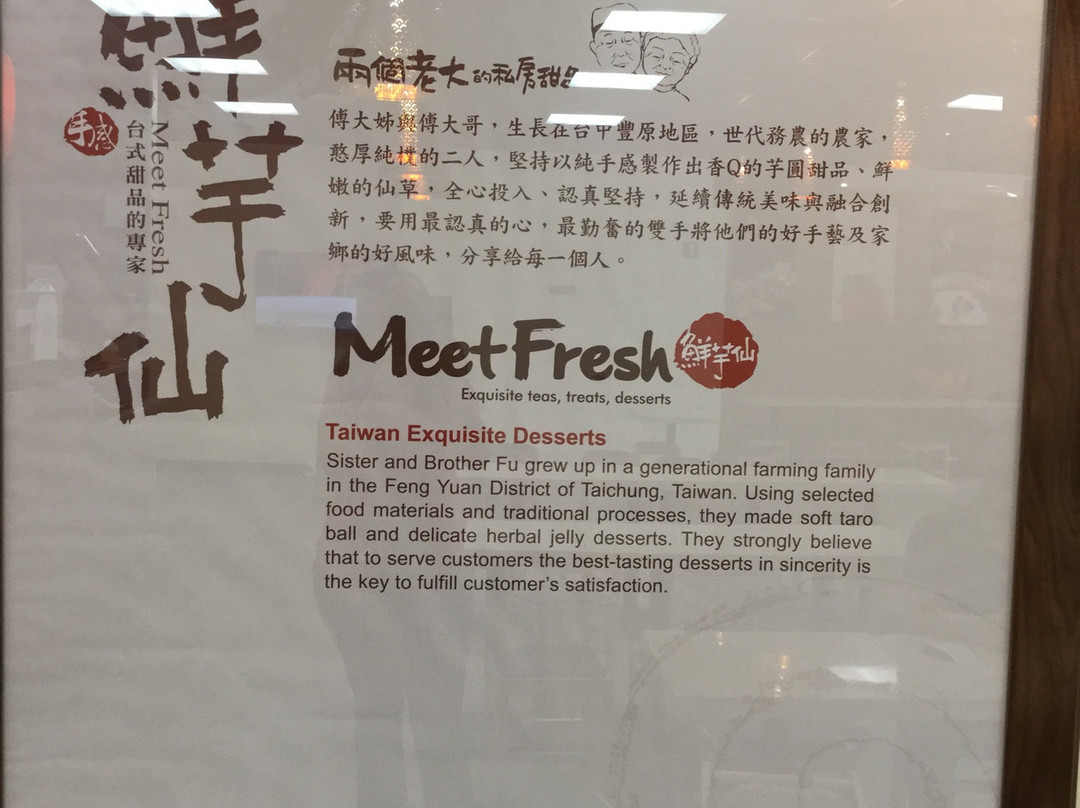 鮮芋仙
手感
Meet Fresh
台式甜品的專家
兩個老大的私房甜品
傅大姊與傅大哥，生長在台中豐原地區，世代務農的農家，
憨厚純樸的二人，堅持以純手感製作出香Q的芋圓甜品、鮮
嫩的仙草，全心投入、認真堅持，延續傳統美味與融合創
新，要用最認真的心，最勤奮的雙手將他們的好手藝及家
鄉的好風味，分享給每一個人。
Meet Fresh 鮮芋仙
Exquisite teas, treats, desserts
Taiwan Exquisite Desserts
Sister and Brother Fu grew up in a generational farming family
in the Feng Yuan District of Taichung, Taiwan. Using selected
food materials and traditional processes, they made soft taro
ball and delicate herbal jelly desserts. They strongly believe
that to serve customers the best-tasting desserts in sincerity is
the key to fulfill customer's satisfaction.